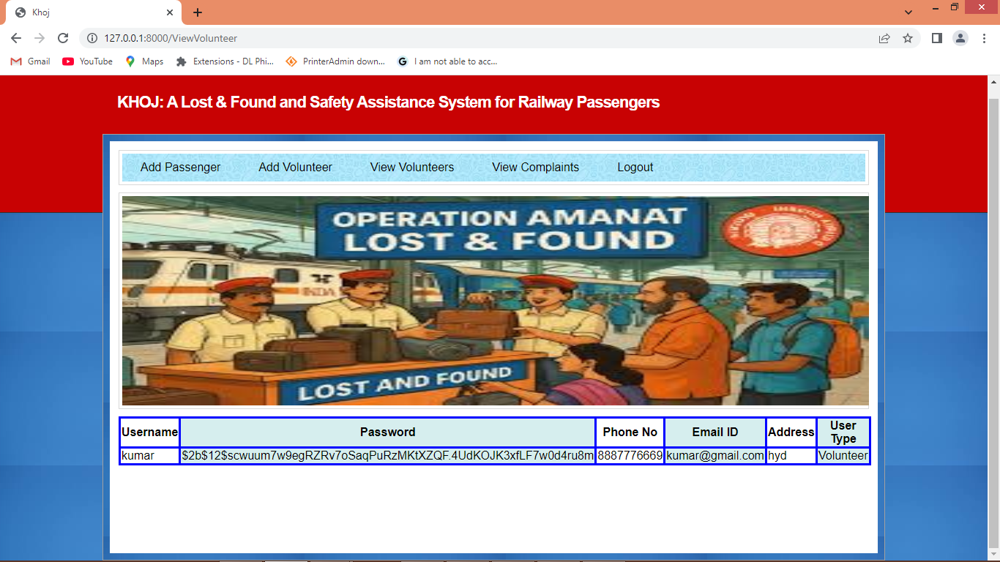 Khoj
127.0.0.1:8000/ViewVolunteer
Gmail YouTube Maps Extensions - DL Phi... PrinterAdmin down... G I am not able to acc...
KHOJ: A Lost & Found and Safety Assistance System for Railway Passengers
Add Passenger Add Volunteer View Volunteers View Complaints Logout
OPERATION AMANAT
LOST & FOUND
LOST AND FOUND
Username Password Phone No Email ID Address User Type
kumar $2b$12$scwuum7w9egRZRv7oSaqPuRzMKtXZQF.4UdKOJK3xfLF7w0d4ru8m 8887776669 kumar@gmail.com hyd Volunteer